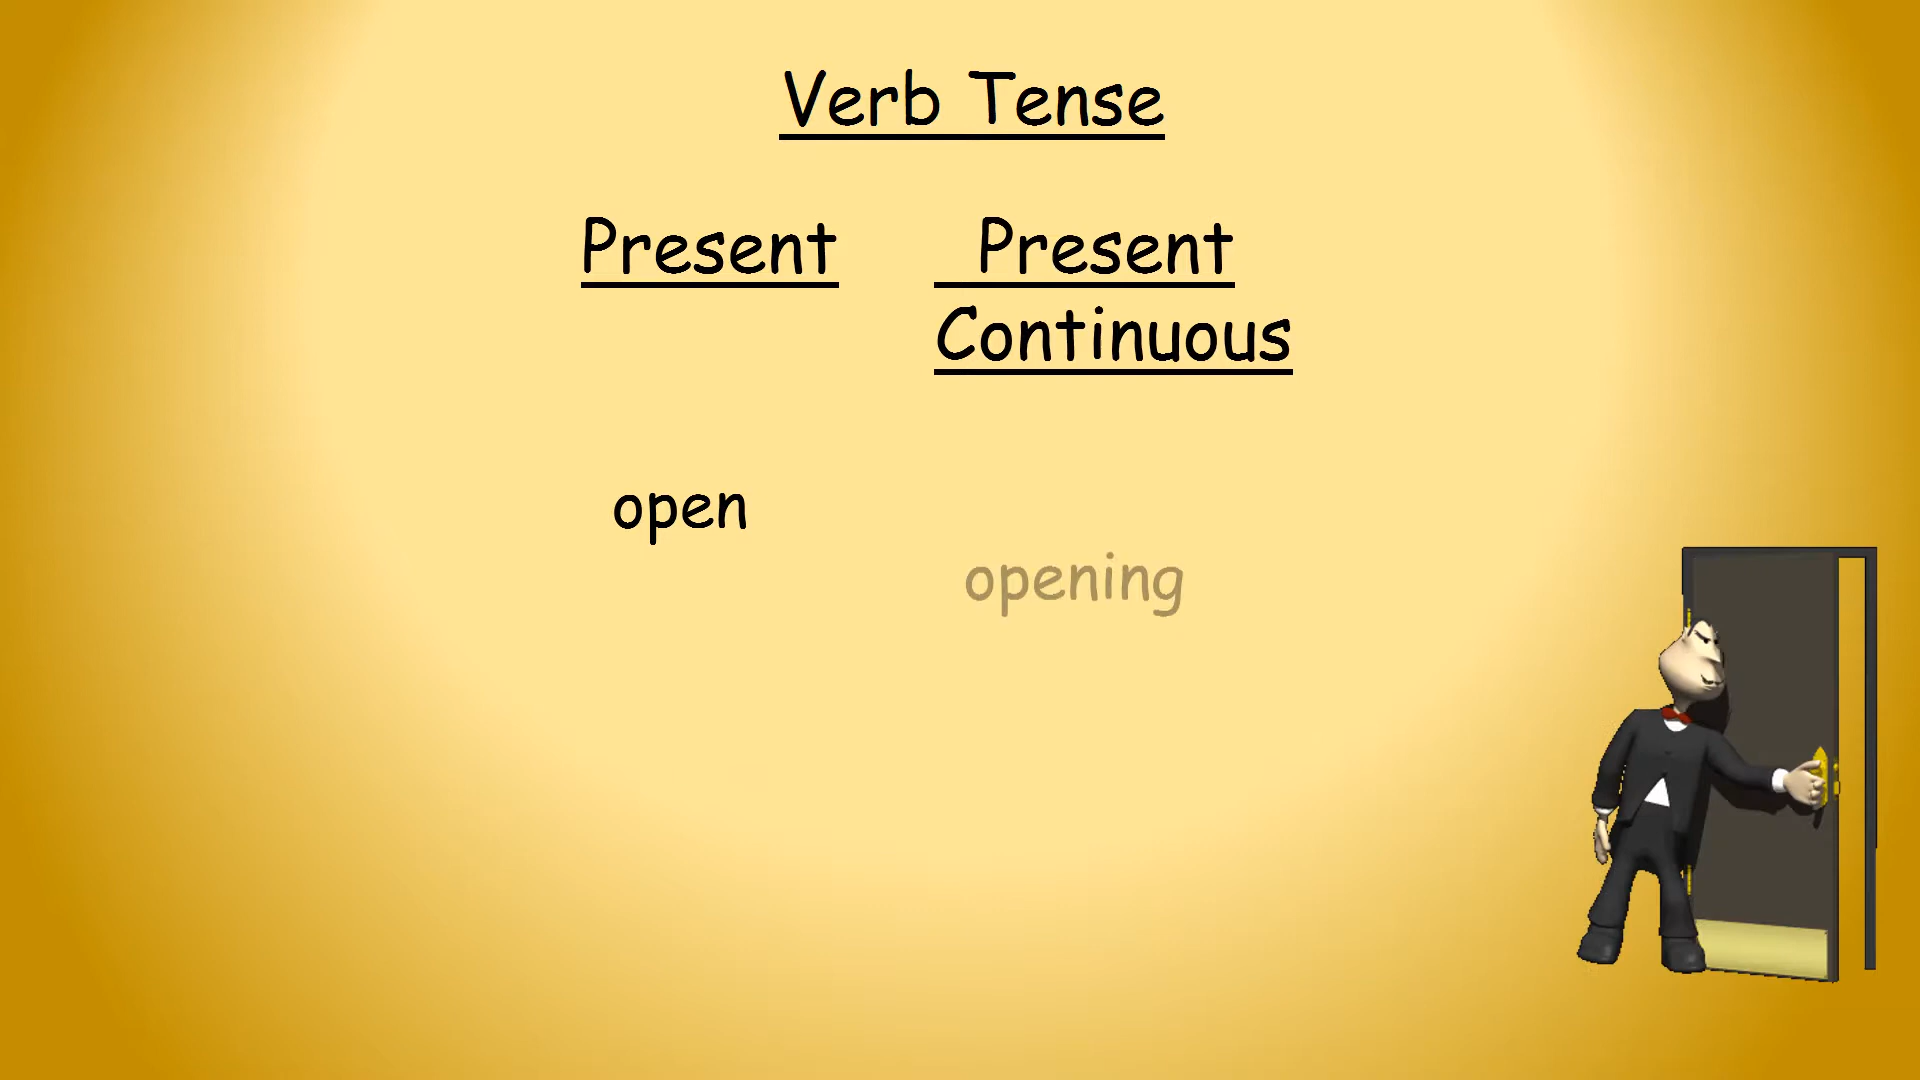 Verb Tense
Present Present
Continuous
open
opening